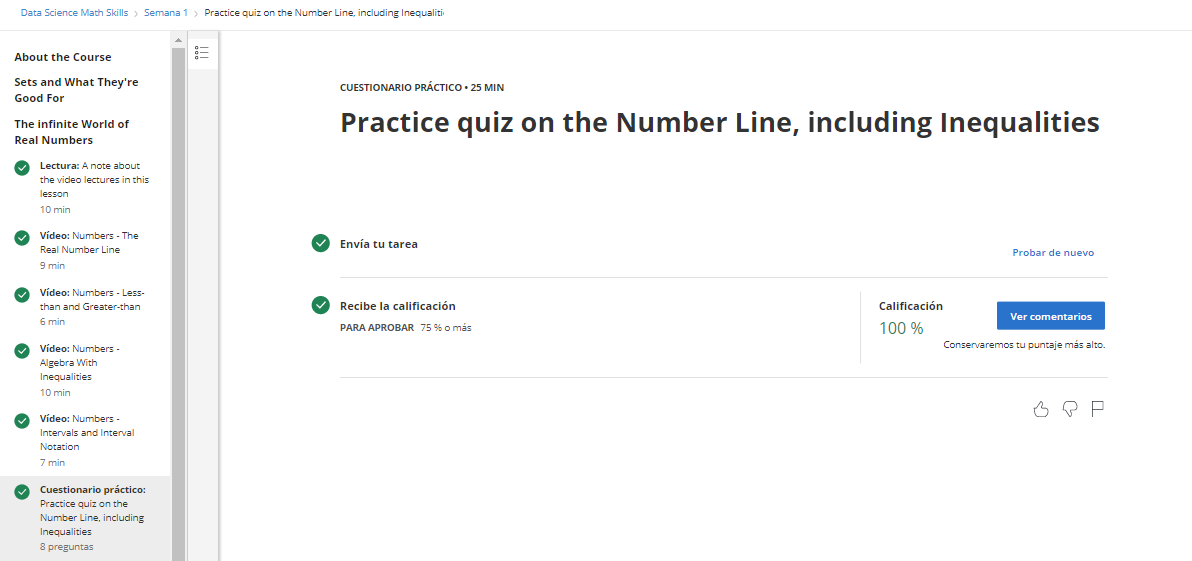 Data Science Math Skills > Semana 1 > Practice quiz on the Number Line, including Inequaliti
About the Course
Sets and What They're
Good For
The infinite World of
Real Numbers
Lectura: A note about
the video lectures in this
lesson
10 min
Vídeo: Numbers - The
Real Number Line
9 min
Vídeo: Numbers - Less-
than and Greater-than
6 min
Vídeo: Numbers -
Algebra With
Inequalities
10 min
Vídeo: Numbers -
Intervals and Interval
Notation
7 min
Cuestionario práctico:
Practice quiz on the
Number Line, including
Inequalities
8 preguntas
CUESTIONARIO PRÁCTICO • 25 MIN
Practice quiz on the Number Line, including Inequalities
Envía tu tarea
Probar de nuevo
Recibe la calificación
PARA APROBAR 75 % o más
Calificación
100 %
Ver comentarios
Conservaremos tu puntaje más alto.